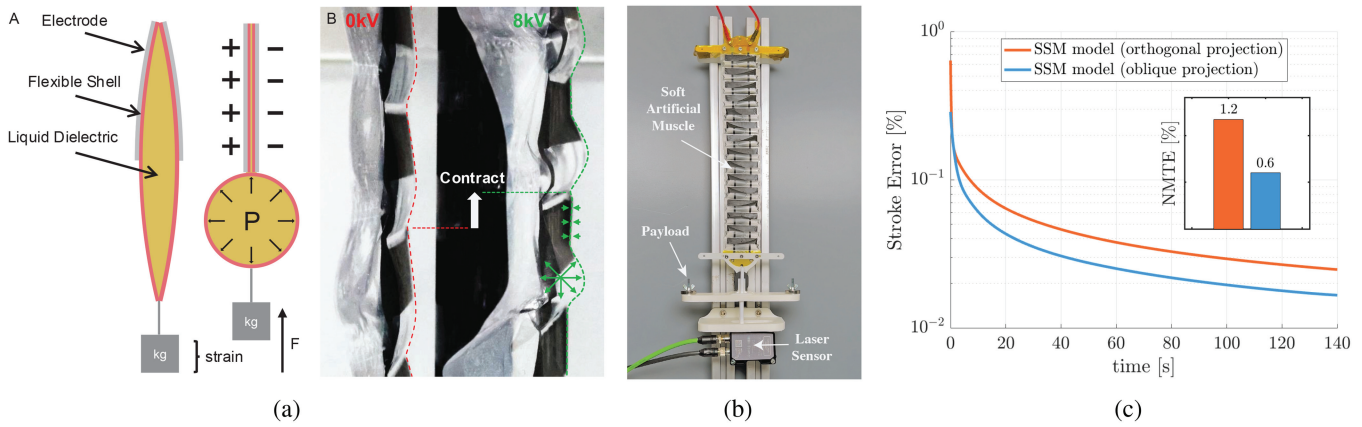 A
Electrode
Flexible Shell
Liquid Dielectric
+ −
+ −
+ −
+ −
P
kg
kg
strain
F
B
0kV
8kV
Contract
(a)
Soft
Artificial
Muscle
Payload
Laser
Sensor
(b)
SSM model (orthogonal projection)
SSM model (oblique projection)
Stroke Error [%]
10^0
10^-1
10^-2
NMTE [%]
1.2
0.6
0 20 40 60 80 100 120 140
time [s]
(c)